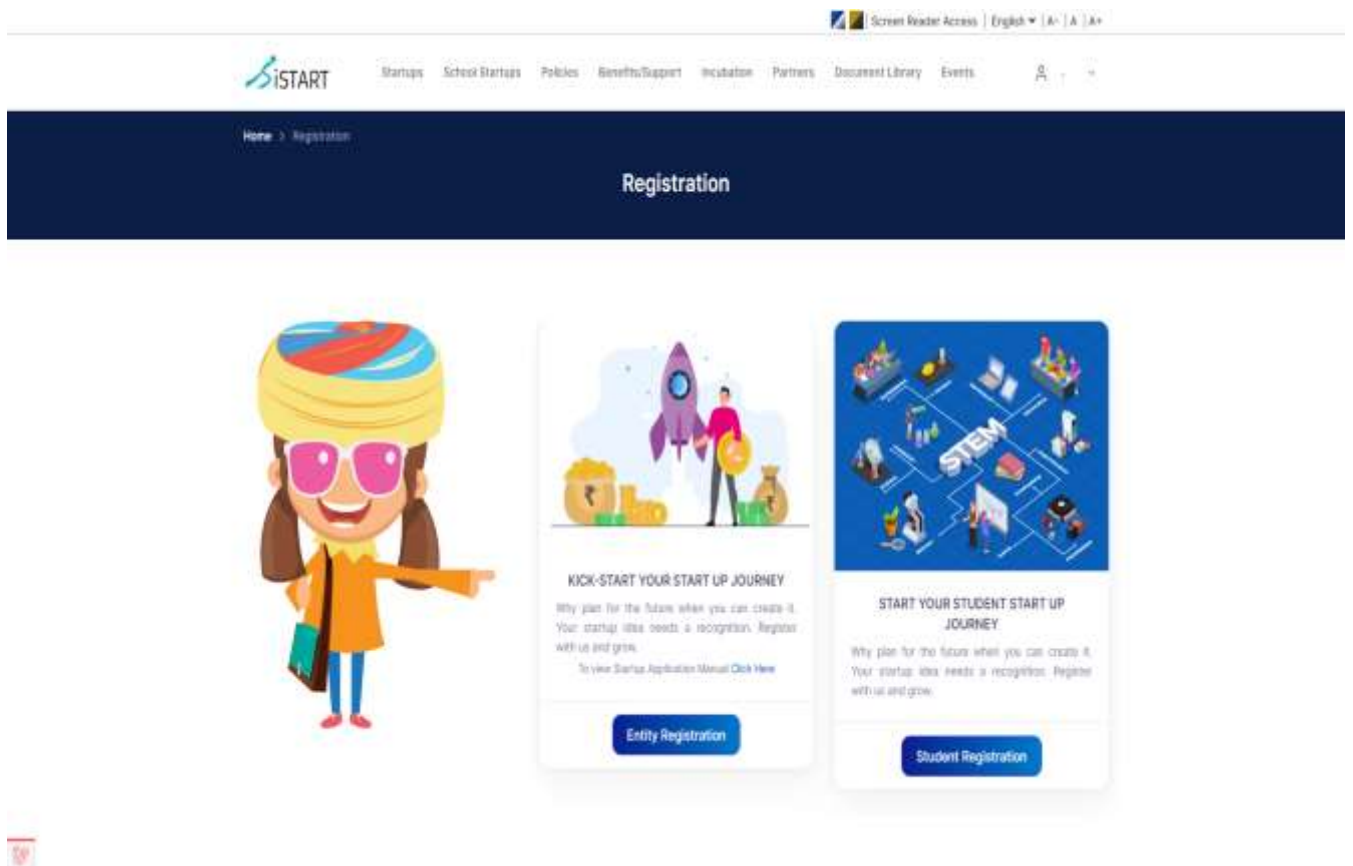 Screen Reader Access | English | A- | A | A+
iSTART
Startups School Startups Policies Benefits/Support Incubation Partners Document Library Events
Home > Registration
Registration
STEM
KICK-START YOUR START UP JOURNEY
Why plan for the future when you can create it.
Your startup idea needs a recognition. Register
with us and grow.
To view Startup Application Manual Click Here
Entity Registration
START YOUR STUDENT START UP
JOURNEY
Why plan for the future when you can create it.
Your startup idea needs a recognition. Register
with us and grow.
Student Registration